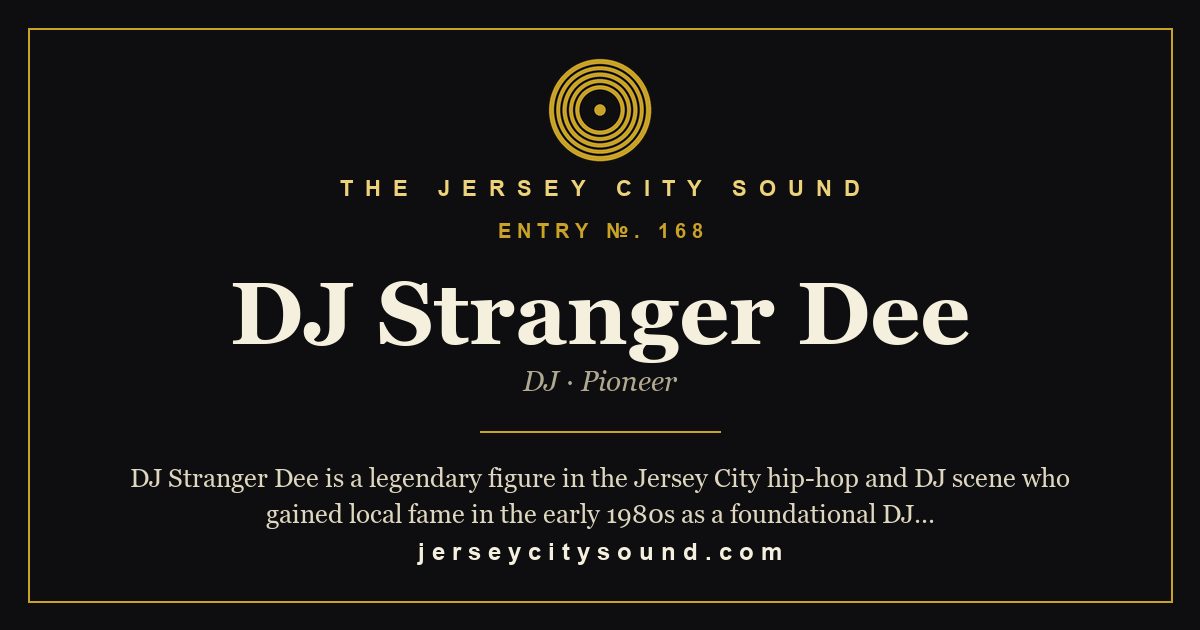 THE JERSEY CITY SOUND
ENTRY №. 168
DJ Stranger Dee
DJ · Pioneer
DJ Stranger Dee is a legendary figure in the Jersey City hip-hop and DJ scene who
gained local fame in the early 1980s as a foundational DJ...
jerseycitysound.com